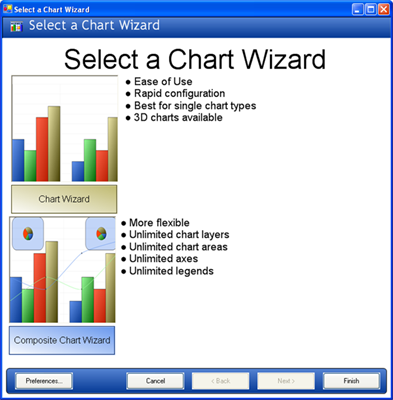 Select a Chart Wizard
Select a Chart Wizard
Select a Chart Wizard
● Ease of Use
● Rapid configuration
● Best for single chart types
● 3D charts available
Chart Wizard
● More flexible
● Unlimited chart layers
● Unlimited chart areas
● Unlimited axes
● Unlimited legends
Composite Chart Wizard
Preferences... Cancel < Back Next > Finish